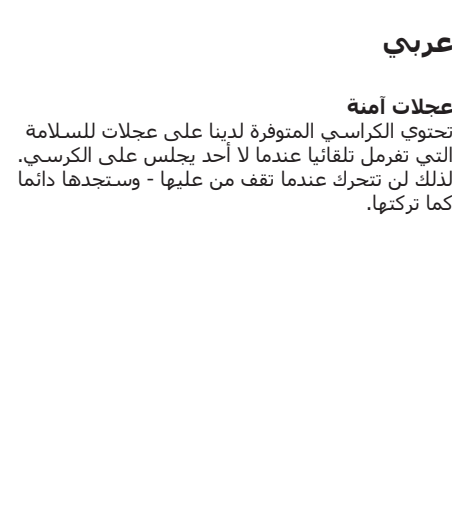 عربي
عجلات آمنة
تحتوي الكراسي المتوفرة لدينا على عجلات للسلامة
التي تفرمل تلقائيا عندما لا أحد يجلس على الكرسي.
لذلك لن تتحرك عندما تقف من عليها - وستجدها دائما
كما تركتها.